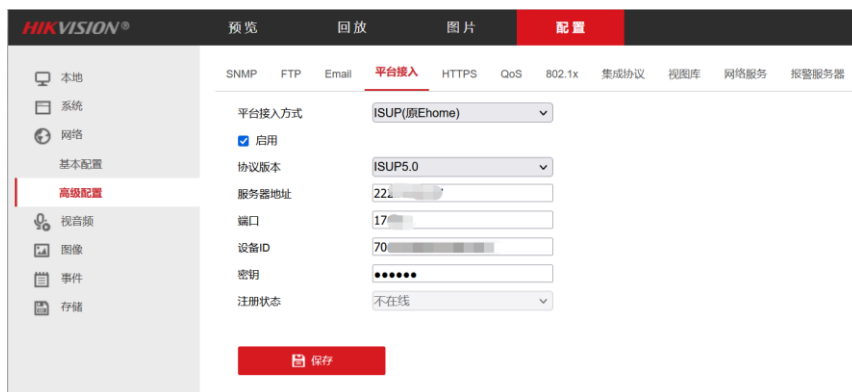 HIKVISION®
预览 回放 图片 配置
本地
系统
网络
基本配置
高级配置
视音频
图像
事件
存储
SNMP FTP Email 平台接入 HTTPS QoS 802.1x 集成协议 视图库 网络服务 报警服务器
平台接入方式 ISUP(原Ehome)
启用
协议版本 ISUP5.0
服务器地址 222
端口 17
设备ID 70
密钥 ••••••
注册状态 不在线
保存